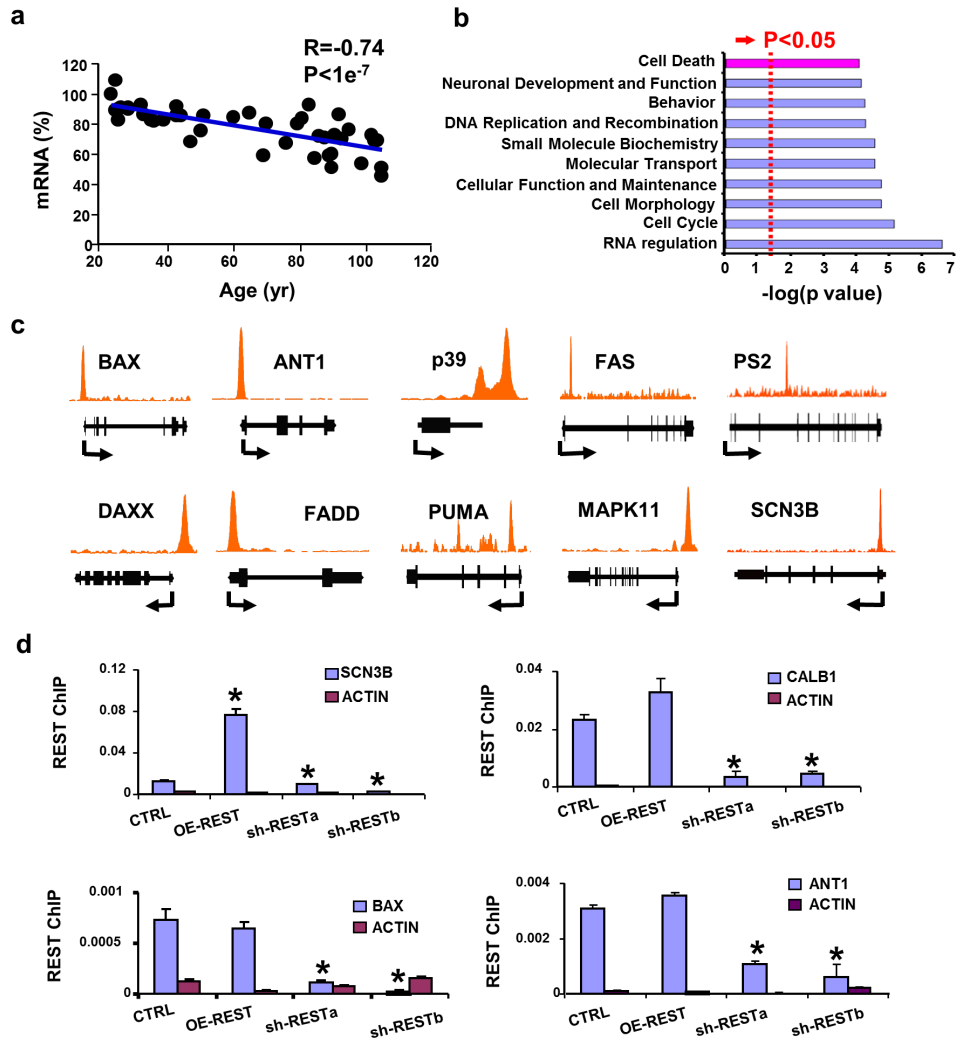 a
R=-0.74
P<1e-7
mRNA (%)
120
100
80
60
40
20
0
20
40
60
80
100
120
Age (yr)
b
P<0.05
Cell Death
Neuronal Development and Function
Behavior
DNA Replication and Recombination
Small Molecule Biochemistry
Molecular Transport
Cellular Function and Maintenance
Cell Morphology
Cell Cycle
RNA regulation
0 1 2 3 4 5 6 7
-log(p value)
c
BAX
ANT1
p39
FAS
PS2
DAXX
FADD
PUMA
MAPK11
SCN3B
d
REST ChIP
0.12
0.08
0.04
0
SCN3B
ACTIN
*
*
*
CTRL
OE-REST
sh-RESTa
sh-RESTb
REST ChIP
0.04
0.02
0
CALB1
ACTIN
*
*
CTRL
OE-REST
sh-RESTa
sh-RESTb
REST ChIP
0.001
0.0005
0
BAX
ACTIN
*
*
CTRL
OE-REST
sh-RESTa
sh-RESTb
REST ChIP
0.004
0.002
0
ANT1
ACTIN
*
*
CTRL
OE-REST
sh-RESTa
sh-RESTb